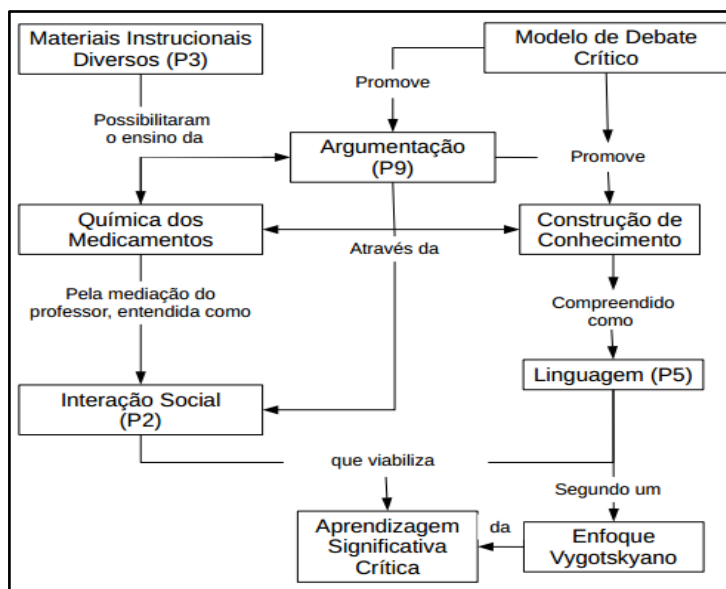 Materiais Instrucionais
Diversos (P3)
Modelo de Debate
Crítico
Promove
Possibilitaram
o ensino da
Argumentação
(P9)
Promove
Química dos
Medicamentos
Construção de
Conhecimento
Através da
Pela mediação do
professor, entendida como
Compreendido
como
Linguagem (P5)
Interação Social
(P2)
que viabiliza
Segundo um
Aprendizagem
Significativa
Crítica
da
Enfoque
Vygotskyano